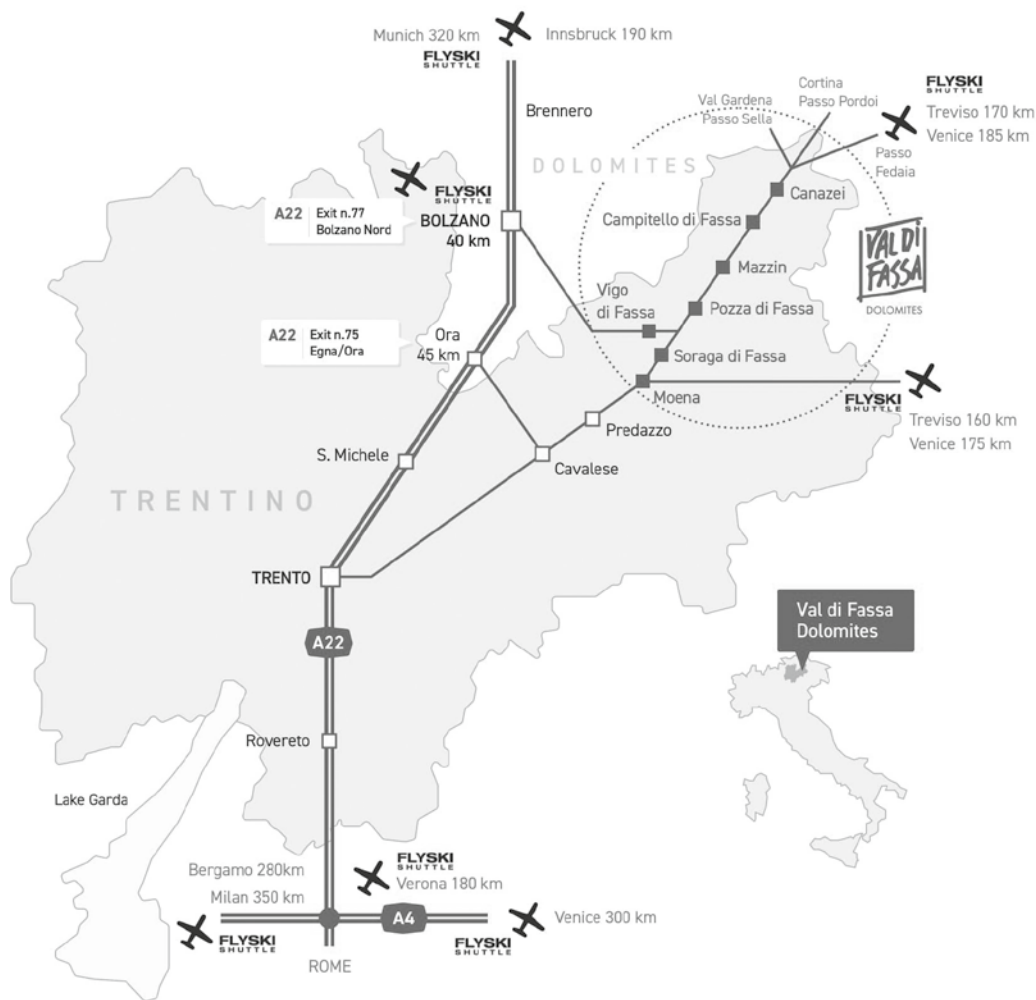 Munich 320 km
FLYSKI
SHUTTLE
Innsbruck 190 km
Brennero
Cortina
Passo Pordoi
Val Gardena
Passo Sella
FLYSKI
SHUTTLE
Treviso 170 km
Venice 185 km
Passo
Fedaia
DOLOMITES
FLYSKI
SHUTTLE
Canazei
A22
Exit n.77
Bolzano Nord
BOLZANO
40 km
Campitello di Fassa
VAL DI
FASSA
DOLOMITES
Mazzin
Vigo
di Fassa
Pozza di Fassa
A22
Exit n.75
Egna/Ora
Ora
45 km
Soraga di Fassa
Moena
FLYSKI
SHUTTLE
Treviso 160 km
Venice 175 km
Predazzo
Cavalese
S. Michele
TRENTINO
TRENTO
A22
Val di Fassa
Dolomites
Rovereto
Lake Garda
Bergamo 280km
Milan 350 km
FLYSKI
SHUTTLE
Verona 180 km
A4
Venice 300 km
FLYSKI
SHUTTLE
FLYSKI
SHUTTLE
ROME